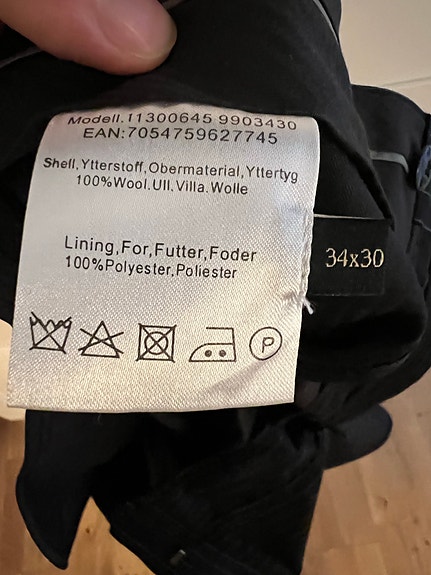 Modell.11300645 9903430
EAN:7054759627745
Shell,Ytterstoff,Obermaterial,Yttertyg
100%Wool.Ull.Villa.Wolle
Lining,For,Futter,Foder
100%Polyester,Poliester
34x30
P